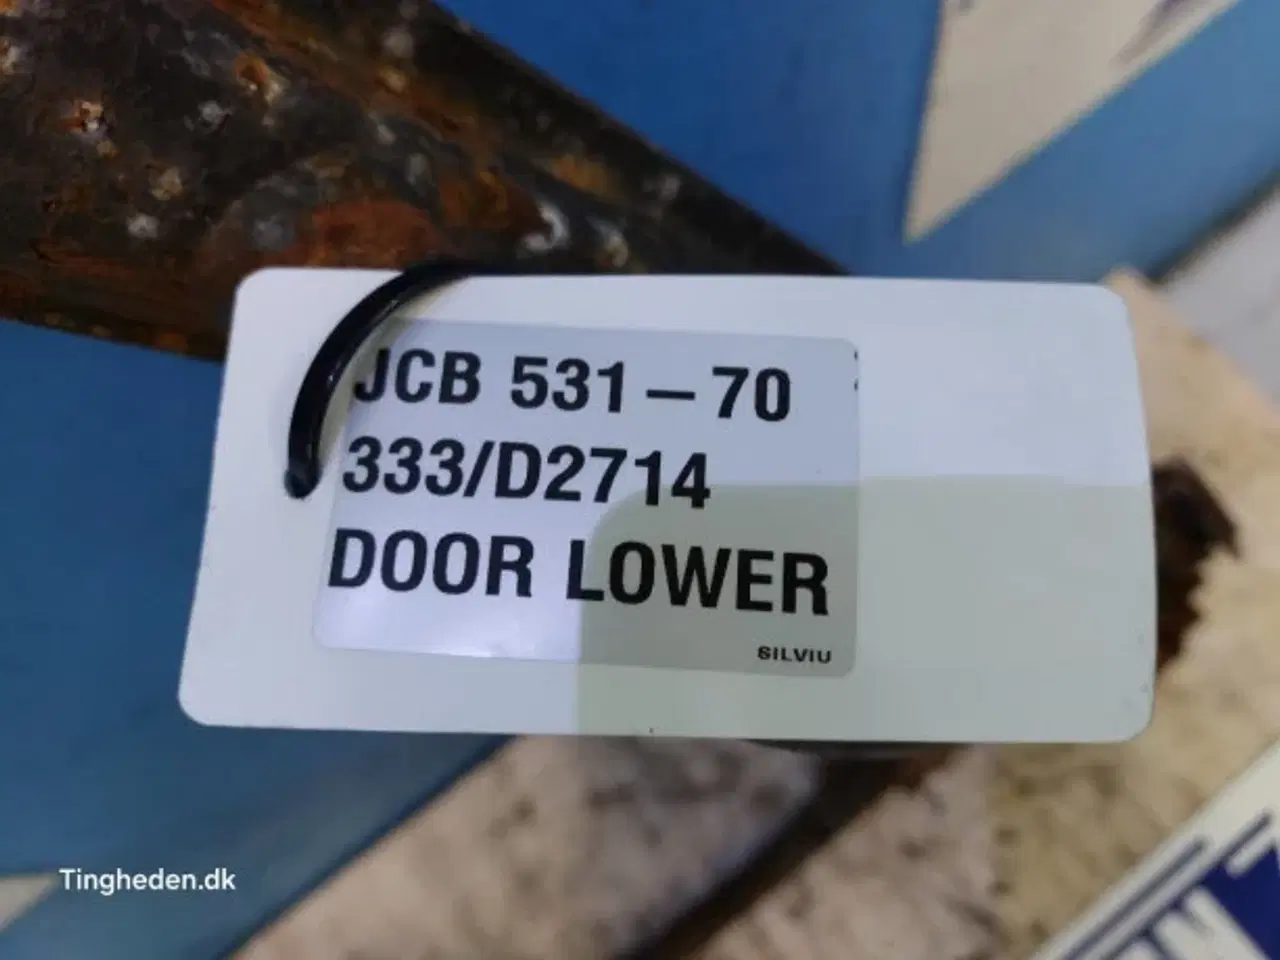 JCB 531-70
333/D2714
DOOR LOWER
SILVIU
Tingheden.dk